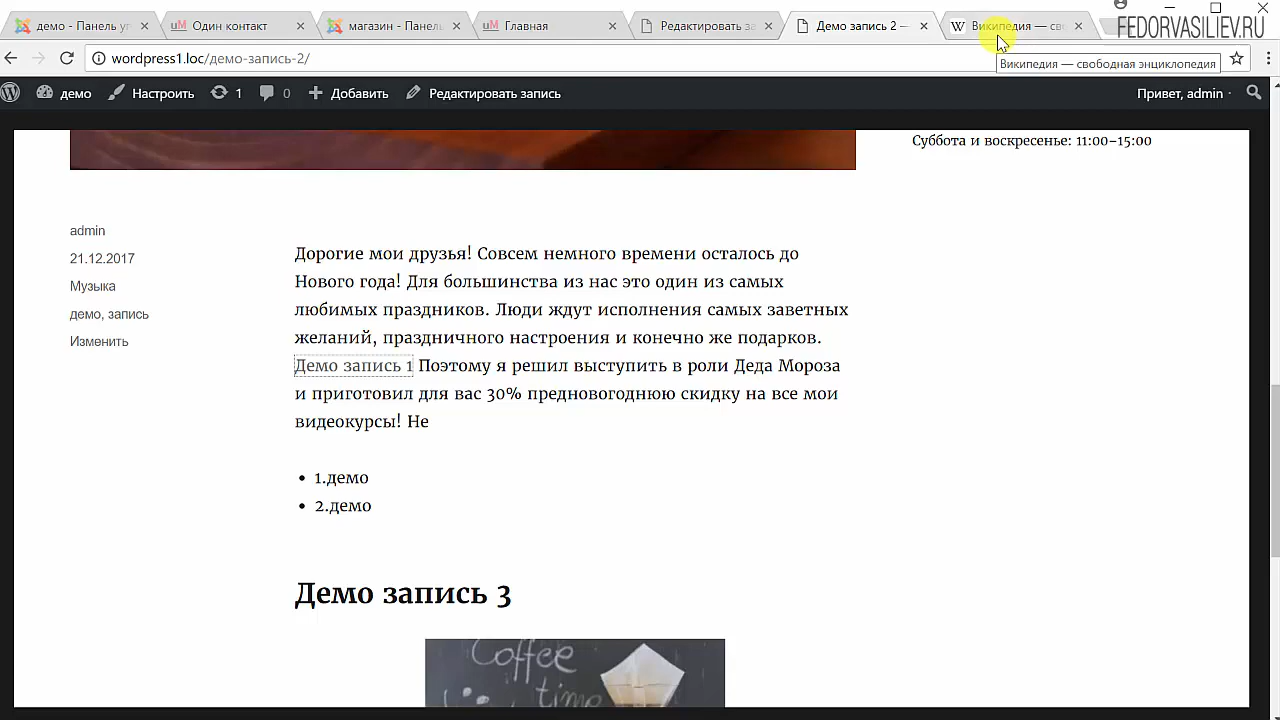 демо - Панель уп
Один контакт
магазин - Панель
Главная
Редактировать за
Демо запись 2 —
Википедия — сво
FEDORVASILIEV.RU
wordpress1.loc/демо-запись-2/
Википедия — свободная энциклопедия
демо
Настроить
1
0
Добавить
Редактировать запись
Привет, admin
Суббота и воскресенье: 11:00–15:00
admin
21.12.2017
Музыка
демо, запись
Изменить
Дорогие мои друзья! Совсем немного времени осталось до
Нового года! Для большинства из нас это один из самых
любимых праздников. Люди ждут исполнения самых заветных
желаний, праздничного настроения и конечно же подарков.
Демо запись 1 Поэтому я решил выступить в роли Деда Мороза
и приготовил для вас 30% предновогоднюю скидку на все мои
видеокурсы! Не
• 1.демо
• 2.демо
Демо запись 3
Coffee
time